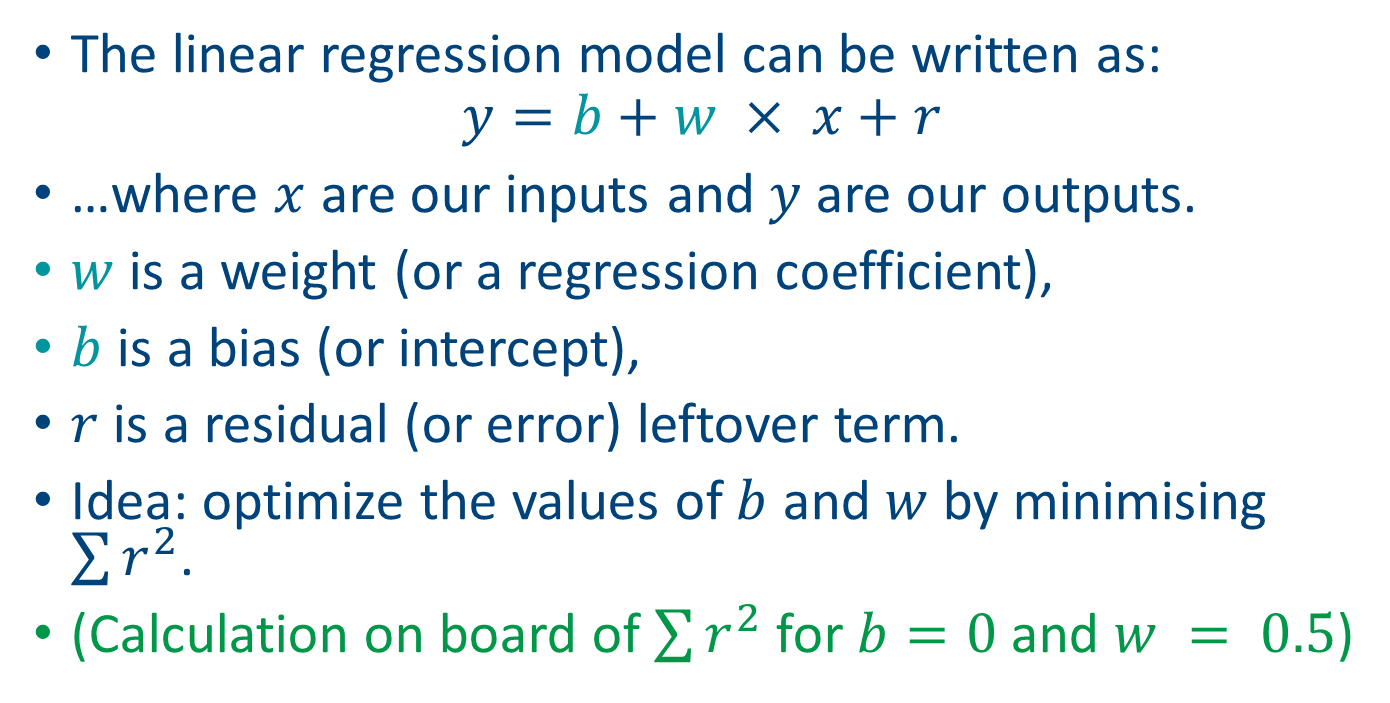 • The linear regression model can be written as:
y = b + w × x + r
• …where x are our inputs and y are our outputs.
• w is a weight (or a regression coefficient),
• b is a bias (or intercept),
• r is a residual (or error) leftover term.
• Idea: optimize the values of b and w by minimising
∑ r².
• (Calculation on board of ∑ r² for b = 0 and w = 0.5)